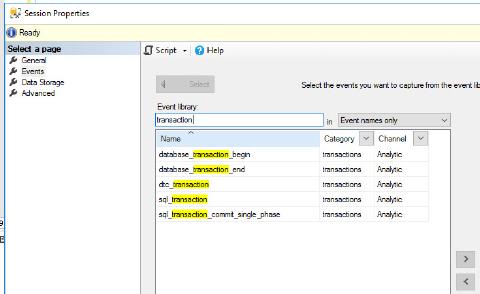 Session Properties
Ready
Select a page
General
Events
Data Storage
Advanced
Script
Help
Select
Select the events you want to capture from the event lib
Event library:
transaction
in
Event names only
Name
Category
Channel
database_transaction_begin
transactions
Analytic
database_transaction_end
transactions
Analytic
dtc_transaction
transactions
Analytic
sql_transaction
transactions
Analytic
sql_transaction_commit_single_phase
transactions
Analytic
>
<